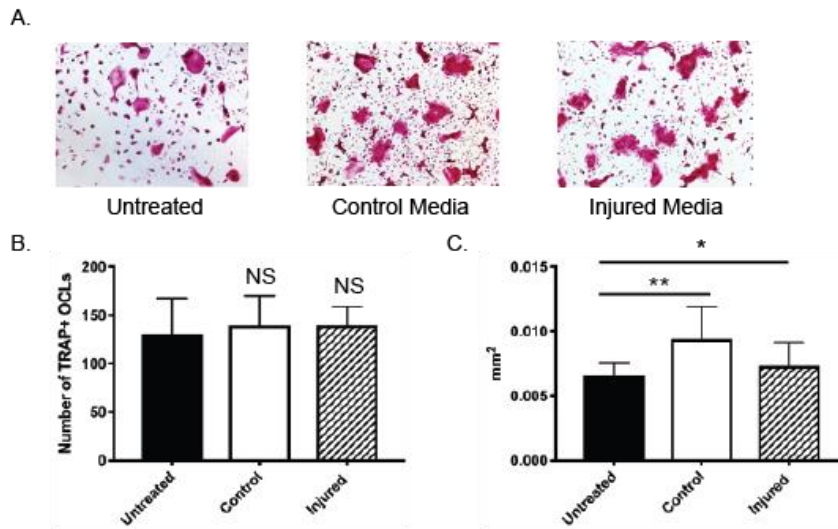 A.
Untreated
Control Media
Injured Media
B.
Number of TRAP+ OCLs
200
150
100
50
0
NS
NS
Untreated
Control
Injured
C.
mm²
0.015
0.010
0.005
0.000
*
**
Untreated
Control
Injured